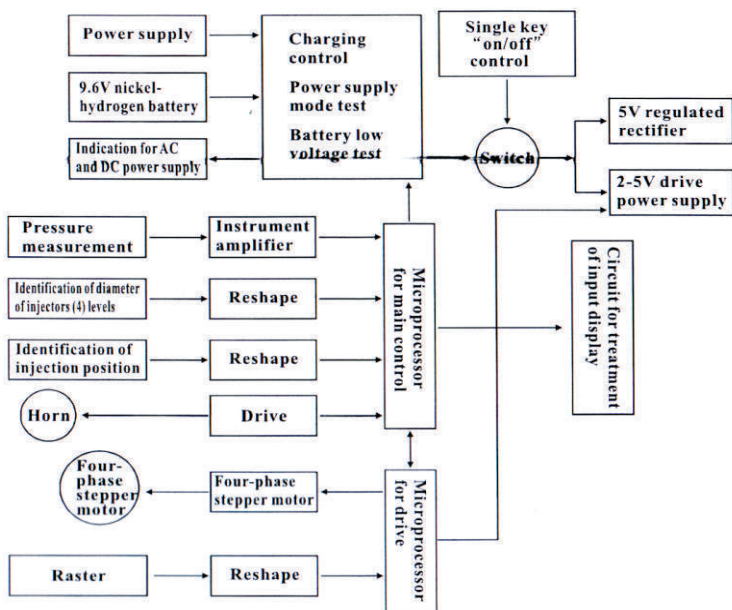 Power supply
9.6V nickel-
hydrogen battery
Indication for AC
and DC power supply
Charging
control
Power supply
mode test
Battery low
voltage test
Single key
“on/off”
control
Switch
5V regulated
rectifier
2-5V drive
power supply
Pressure
measurement
Instrument
amplifier
Identification of diameter
of injectors (4) levels
Reshape
Identification of
injection position
Reshape
Horn
Drive
Microprocessor
for main control
Circuit for treatment
of input display
Four-
phase
stepper
motor
Four-phase
stepper motor
Microprocessor
for drive
Raster
Reshape